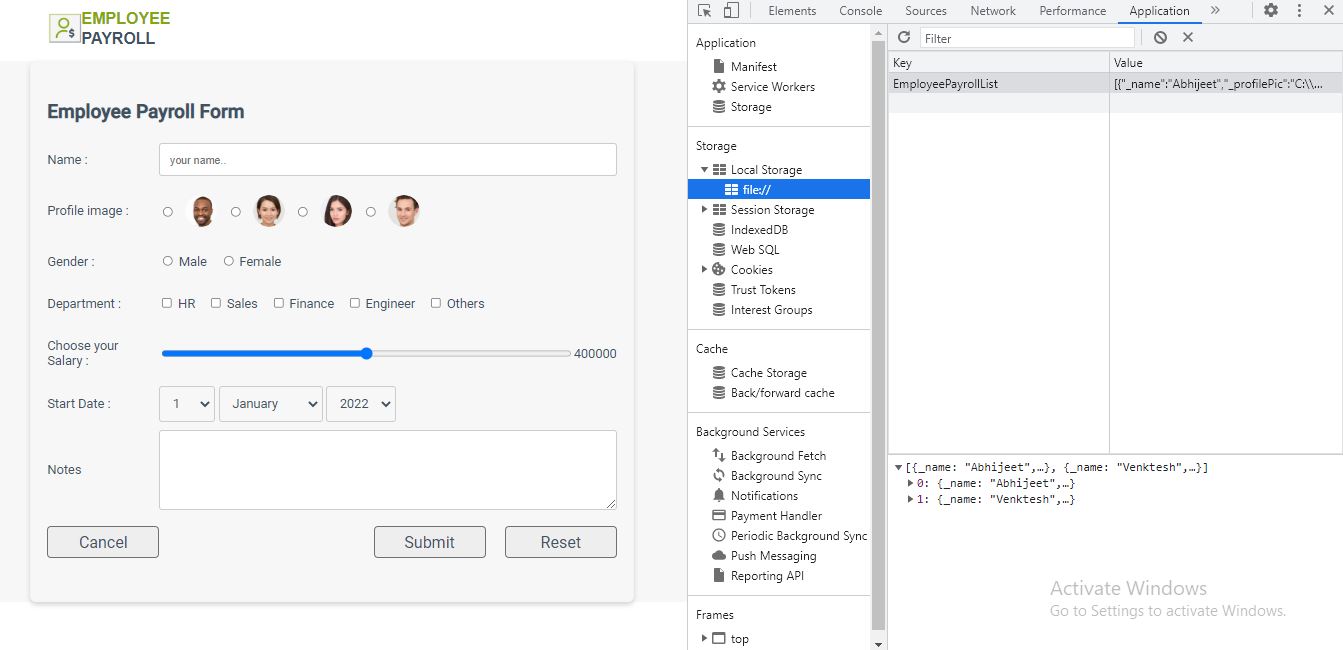 EMPLOYEE
PAYROLL
Employee Payroll Form
Name :
your name..
Profile image :
Gender :
Male
Female
Department :
HR
Sales
Finance
Engineer
Others
Choose your
Salary :
400000
Start Date :
1
January
2022
Notes
Cancel
Submit
Reset
Elements
Console
Sources
Network
Performance
Application
»
Application
Manifest
Service Workers
Storage
Storage
Local Storage
file://
Session Storage
IndexedDB
Web SQL
Cookies
Trust Tokens
Interest Groups
Cache
Cache Storage
Back/forward cache
Background Services
Background Fetch
Background Sync
Notifications
Payment Handler
Periodic Background Sync
Push Messaging
Reporting API
Frames
top
Filter
Key
Value
EmployeePayrollList
[{"_name":"Abhijeet","_profilePic":"C:\\...
[{_name: "Abhijeet",…}, {_name: "Venktesh",…}]
0: {_name: "Abhijeet",…}
1: {_name: "Venktesh",…}
Activate Windows
Go to Settings to activate Windows.